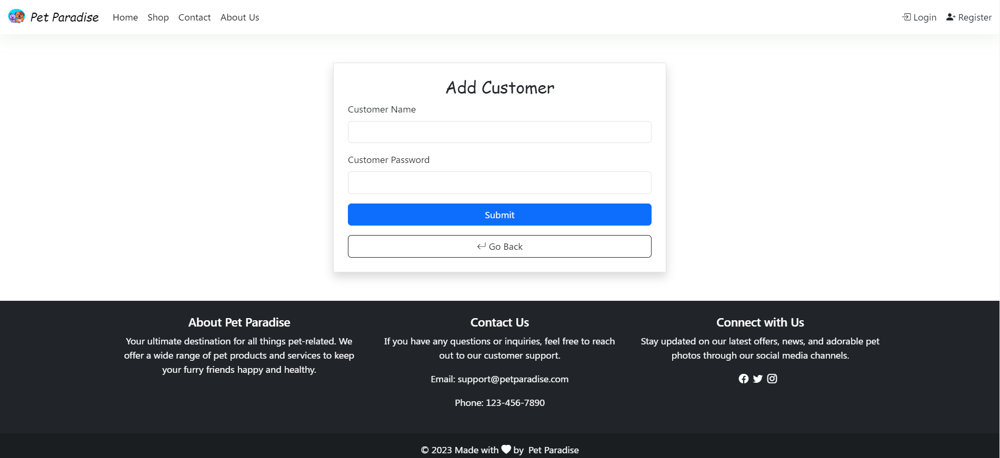 Pet Paradise Home Shop Contact About Us Login Register
Add Customer
Customer Name
Customer Password
Submit
Go Back
About Pet Paradise
Your ultimate destination for all things pet-related. We
offer a wide range of pet products and services to keep
your furry friends happy and healthy.
Contact Us
If you have any questions or inquiries, feel free to reach
out to our customer support.
Email: support@petparadise.com
Phone: 123-456-7890
Connect with Us
Stay updated on our latest offers, news, and adorable pet
photos through our social media channels.
© 2023 Made with by Pet Paradise